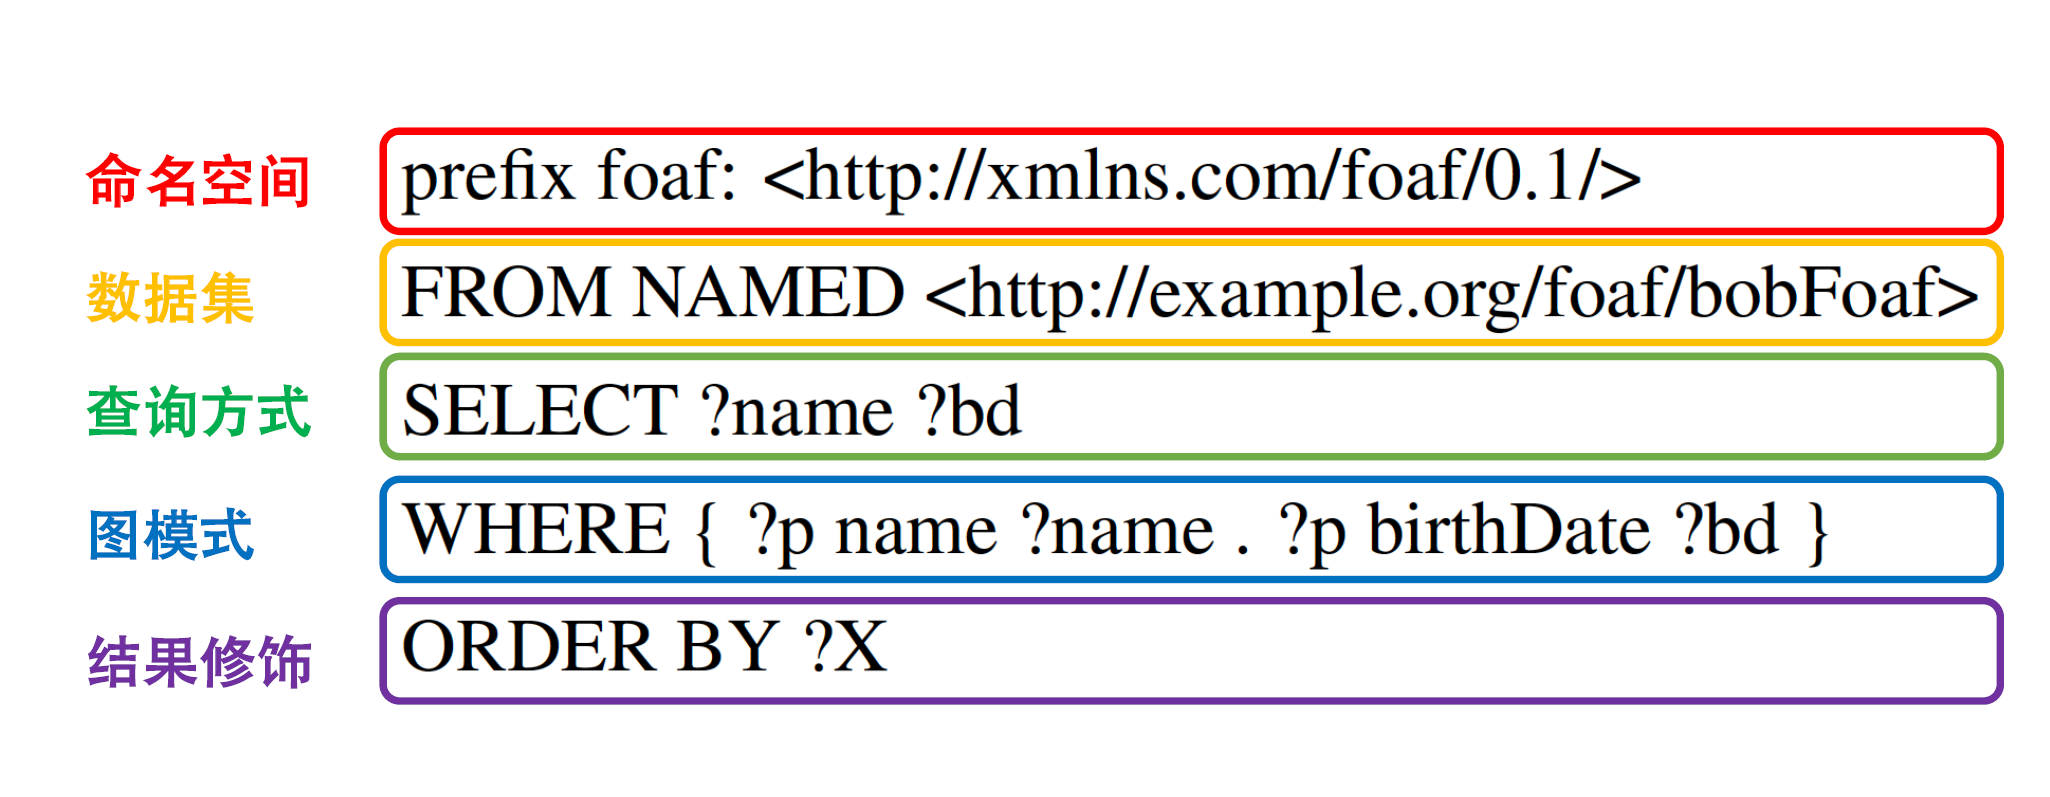 命名空间 prefix foaf: <http://xmlns.com/foaf/0.1/>
数据集 FROM NAMED <http://example.org/foaf/bobFoaf>
查询方式 SELECT ?name ?bd
图模式 WHERE { ?p name ?name . ?p birthDate ?bd }
结果修饰 ORDER BY ?X